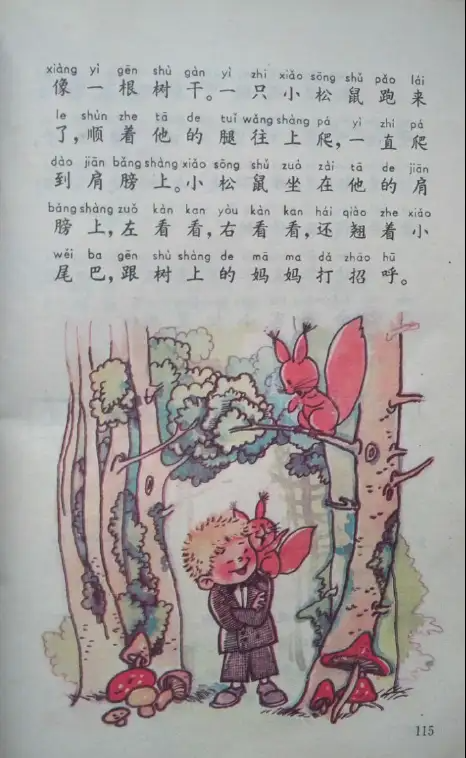 xiàng yì gēn shù gàn yì zhī xiǎo sōng shǔ pǎo lái
像一根树干。一只小松鼠跑来
le shùn zhe tā de tuǐ wǎng shàng pá yì zhí pá
了,顺着他的腿往上爬,一直爬
dào jiān bǎng shàng xiǎo sōng shǔ zuò zài tā de jiān
到肩膀上。小松鼠坐在他的肩
bǎng shàng zuǒ kàn kan yòu kàn kan hái qiào zhe xiǎo
膀上,左看看,右看看,还翘着小
wěi ba gēn shù shàng de mā ma dǎ zhāo hū
尾巴,跟树上的妈妈打招呼。
115